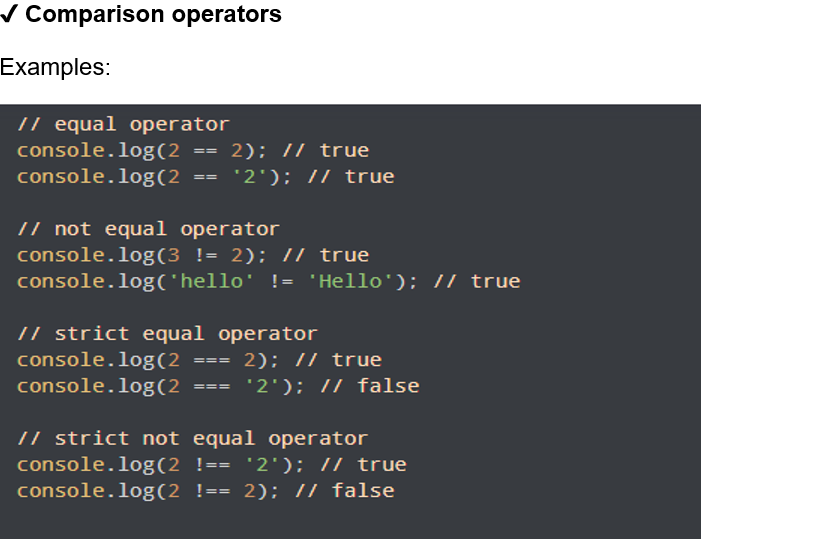 ✓ Comparison operators
Examples:
// equal operator
console.log(2 == 2); // true
console.log(2 == '2'); // true
// not equal operator
console.log(3 != 2); // true
console.log('hello' != 'Hello'); // true
// strict equal operator
console.log(2 === 2); // true
console.log(2 === '2'); // false
// strict not equal operator
console.log(2 !== '2'); // true
console.log(2 !== 2); // false